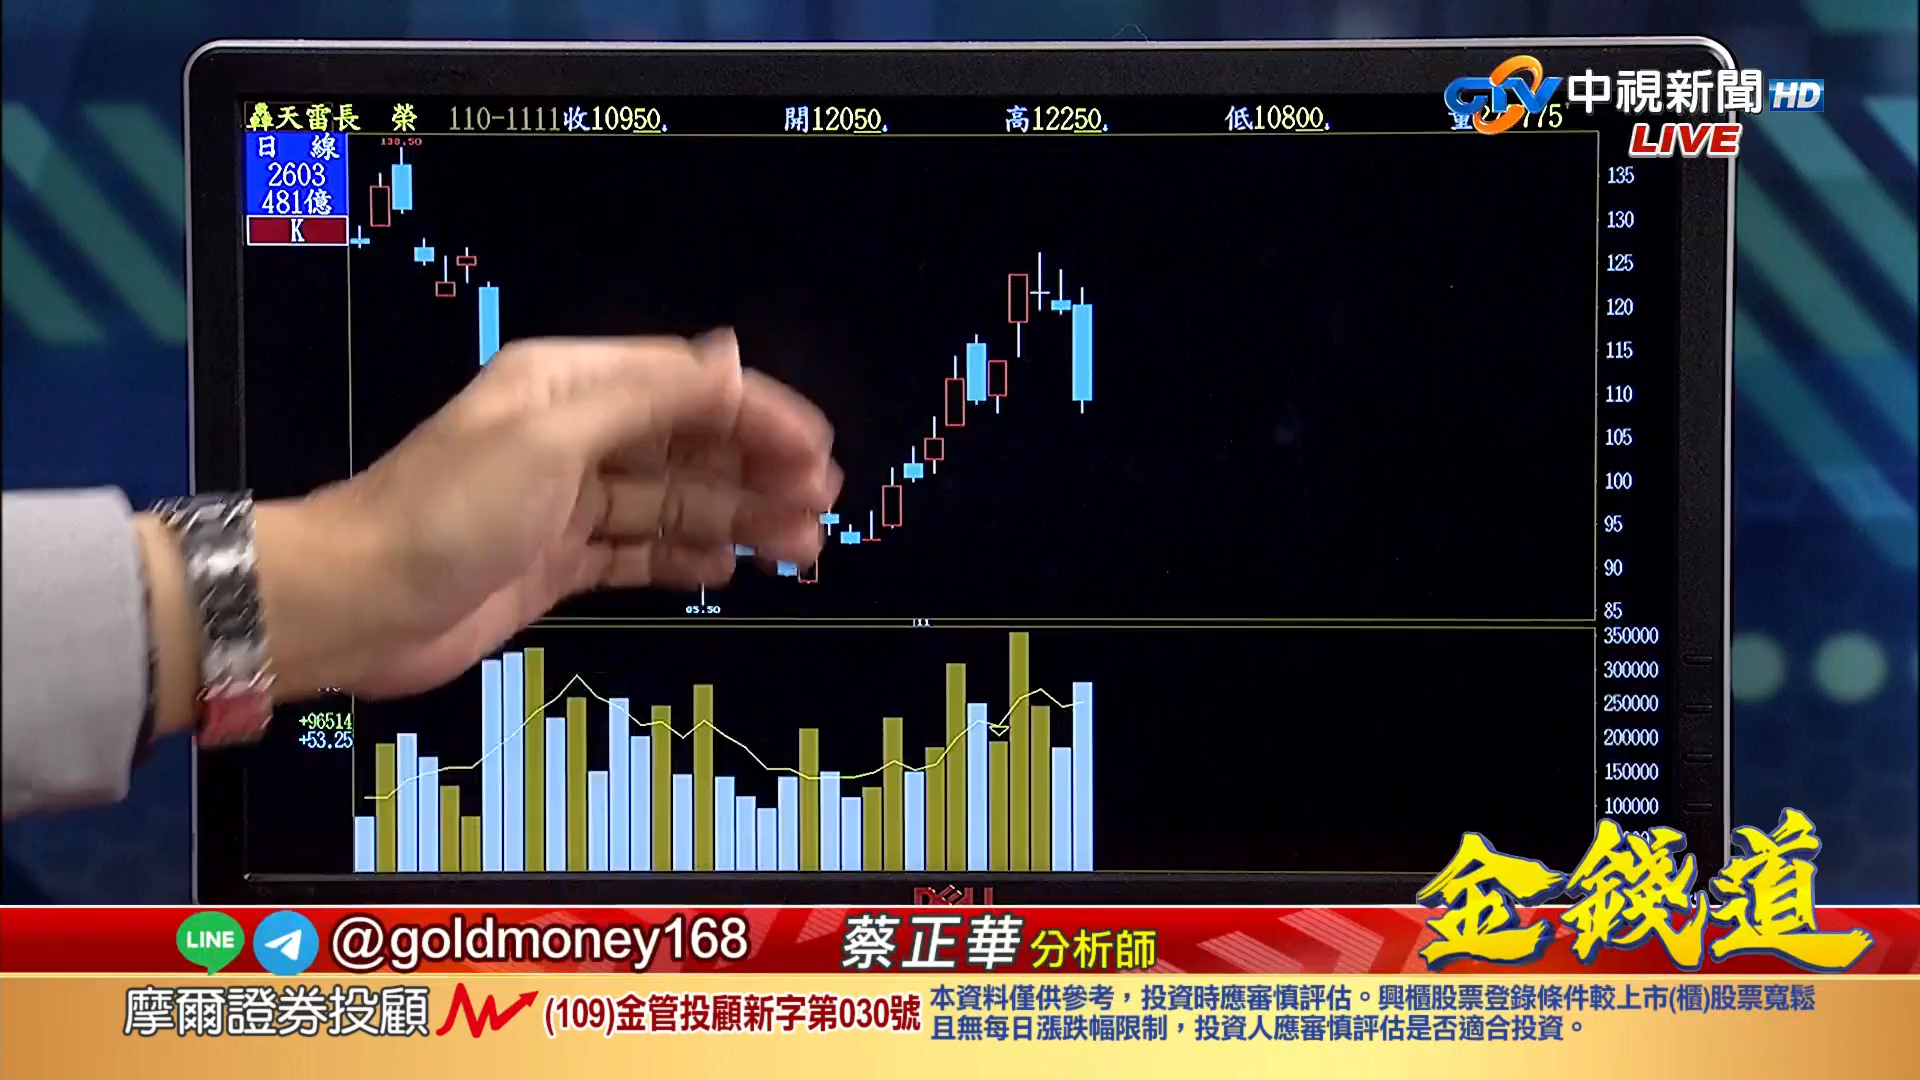 轟天雷長 榮 110-1111收10950 開12050 高12250 低10800
中視新聞 HD
LIVE
日 線
2603
481億
K
138.50
135
130
125
120
115
110
105
100
95
90
85
350000
300000
250000
200000
150000
100000
+96514
+53.25
DELL
金錢道
LINE @goldmoney168 蔡正華 分析師
摩爾證券投顧 (109)金管投顧新字第030號
本資料僅供參考，投資時應審慎評估。興櫃股票登錄條件較上市(櫃)股票寬鬆
且無每日漲跌幅限制，投資人應審慎評估是否適合投資。